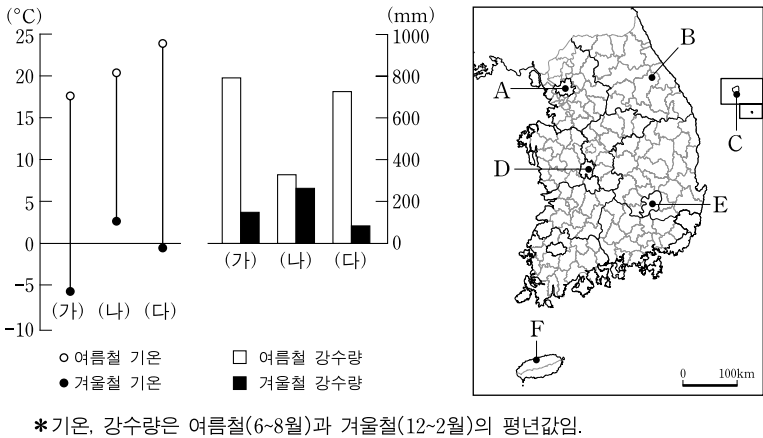 (℃)
25
20
15
10
5
0
-5
-10
(가) (나) (다)
(mm)
1000
800
600
400
200
0
(가) (나) (다)
○ 여름철 기온
● 겨울철 기온
□ 여름철 강수량
■ 겨울철 강수량
A
B
C
D
E
F
0 100km
*기온, 강수량은 여름철(6~8월)과 겨울철(12~2월)의 평년값임.